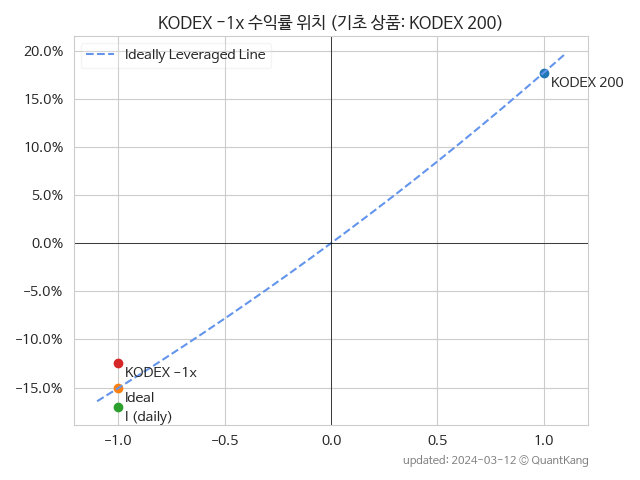 KODEX -1x 수익률 위치 (기초 상품: KODEX 200)
Ideally Leveraged Line
20.0%
15.0%
10.0%
5.0%
0.0%
-5.0%
-10.0%
-15.0%
KODEX 200
KODEX -1x
Ideal
I (daily)
-1.0
-0.5
0.0
0.5
1.0
updated: 2024-03-12 © QuantKang